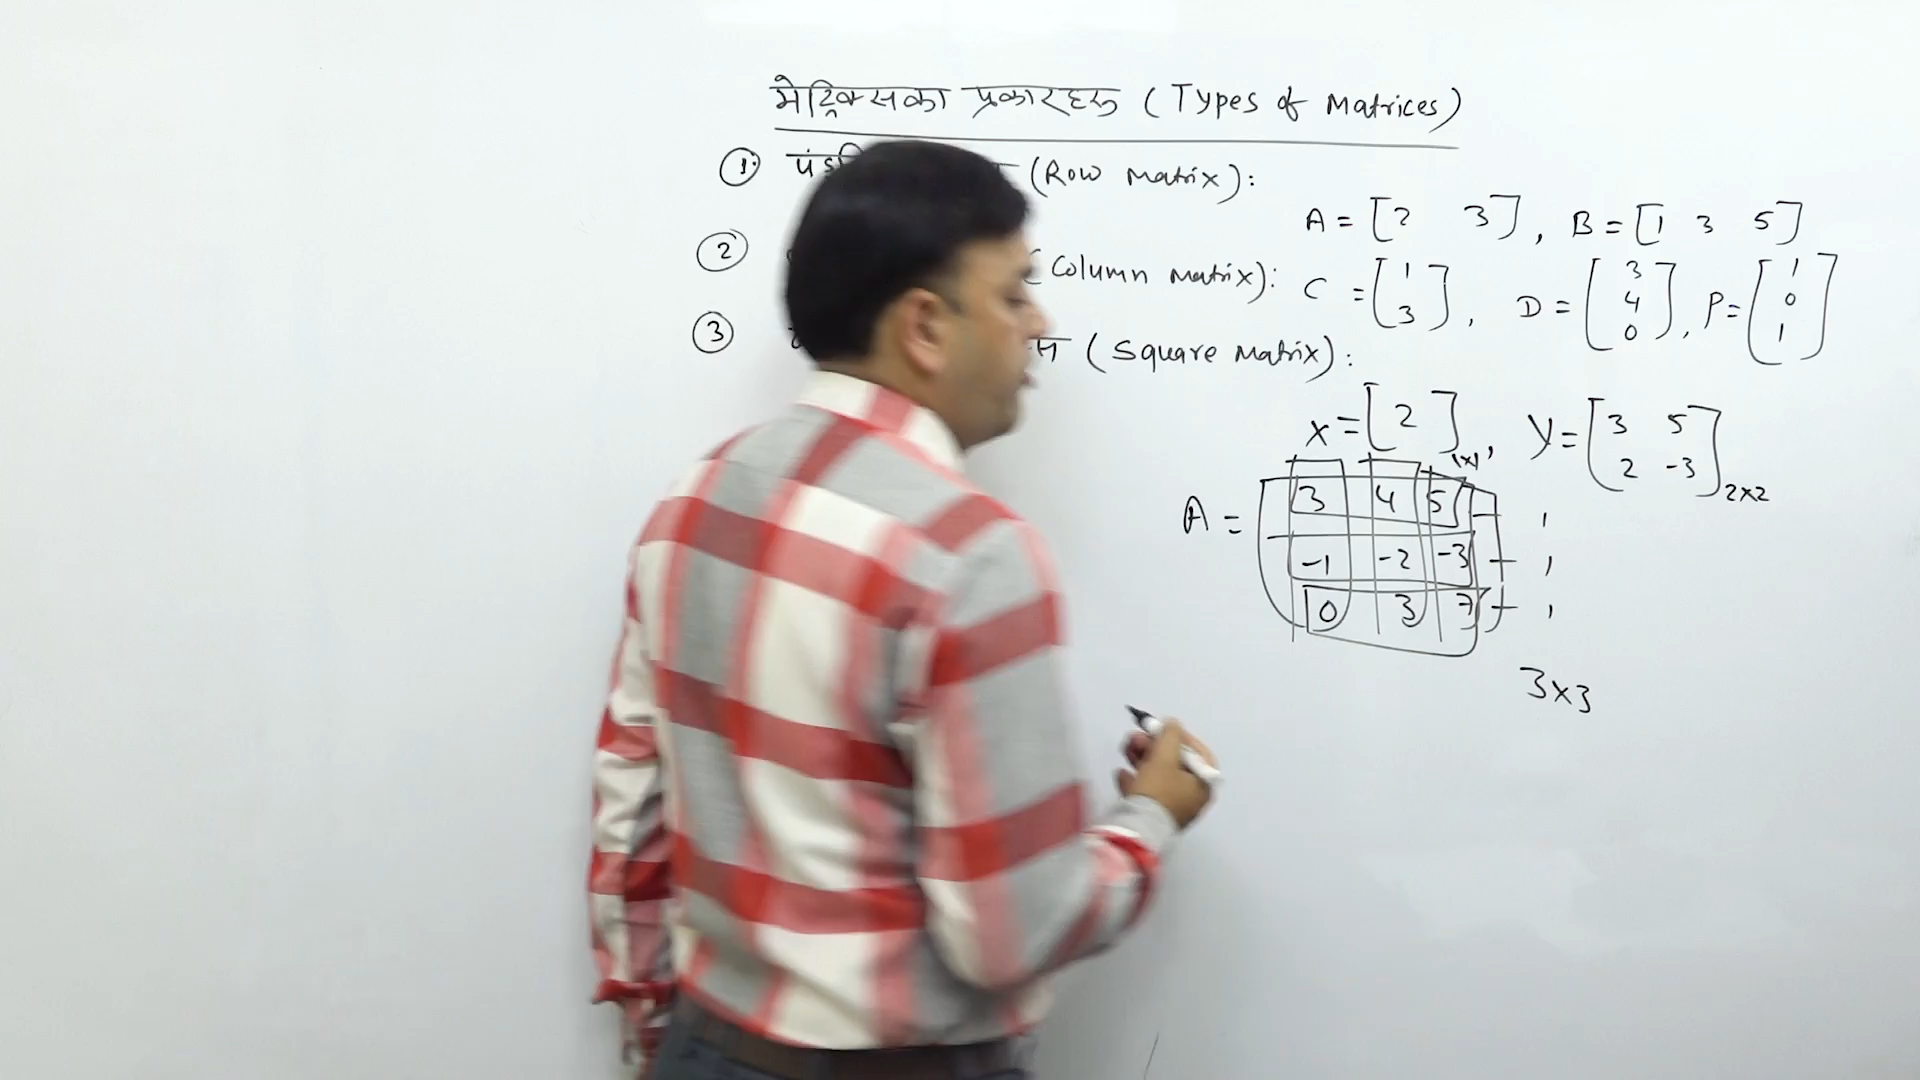 मेट्रिक्सका प्रकारहरू (Types of Matrices)
1. (Row matrix):
A = [2 3], B = [1 3 5]
2 (Column matrix): C = [1 3], D = [3 4 0], P = [1 0 1]
3 (Square matrix):
x = [2] 1x1, y = [3 5 2 -3] 2x2
A = 3 4 5
-1 -2 -3
0 3 7
3x3